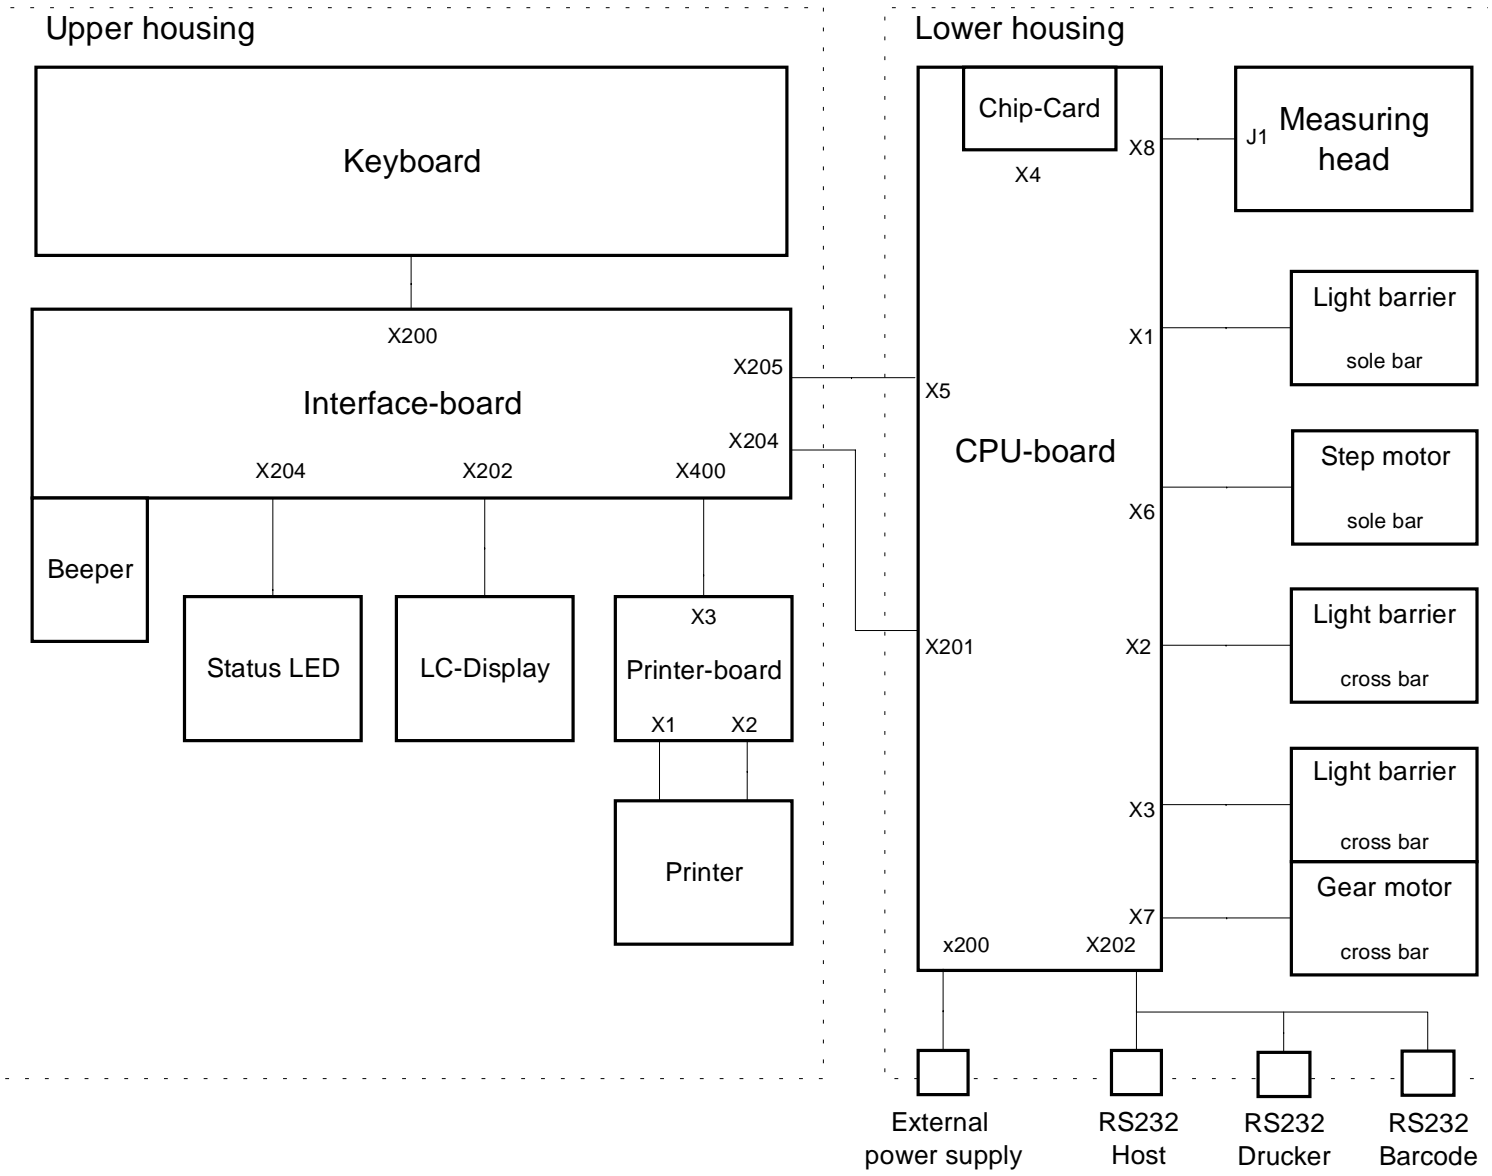 Upper housing
Keyboard
X200
X205
Interface-board
X204
X204
X202
X400
Beeper
Status LED
LC-Display
X3
Printer-board
X1
X2
Printer
Lower housing
Chip-Card
X4
X8
J1
Measuring
head
X5
CPU-board
X201
X1
Light barrier
sole bar
X6
Step motor
sole bar
X2
Light barrier
cross bar
X3
Light barrier
cross bar
X7
Gear motor
cross bar
x200
X202
External
power supply
RS232
Host
RS232
Drucker
RS232
Barcode